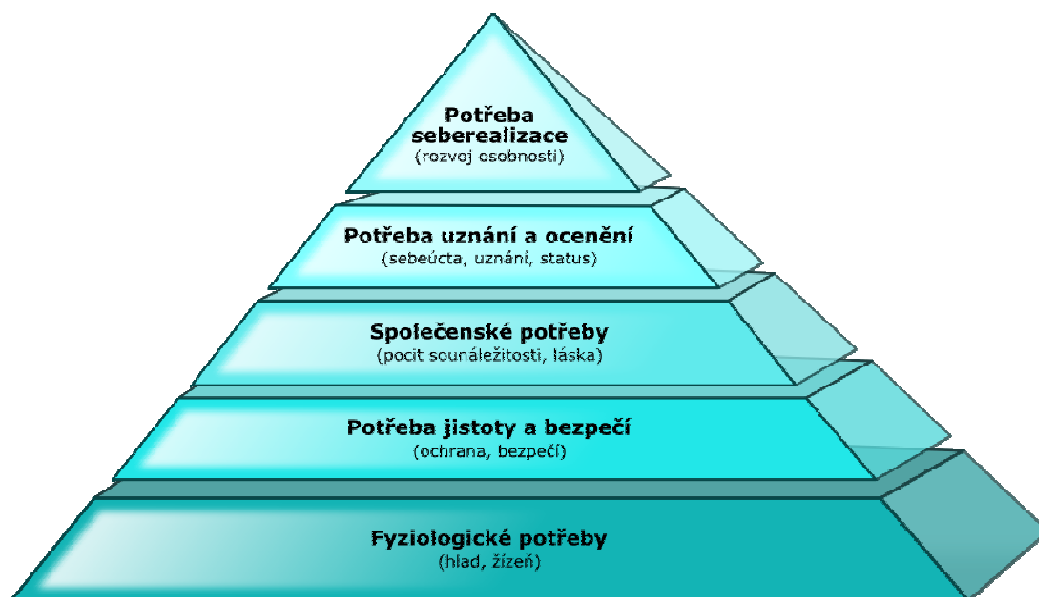 Potřeba
seberealizace
(rozvoj osobnosti)
Potřeba uznání a ocenění
(sebeúcta, uznání, status)
Společenské potřeby
(pocit sounáležitosti, láska)
Potřeba jistoty a bezpečí
(ochrana, bezpečí)
Fyziologické potřeby
(hlad, žízeň)